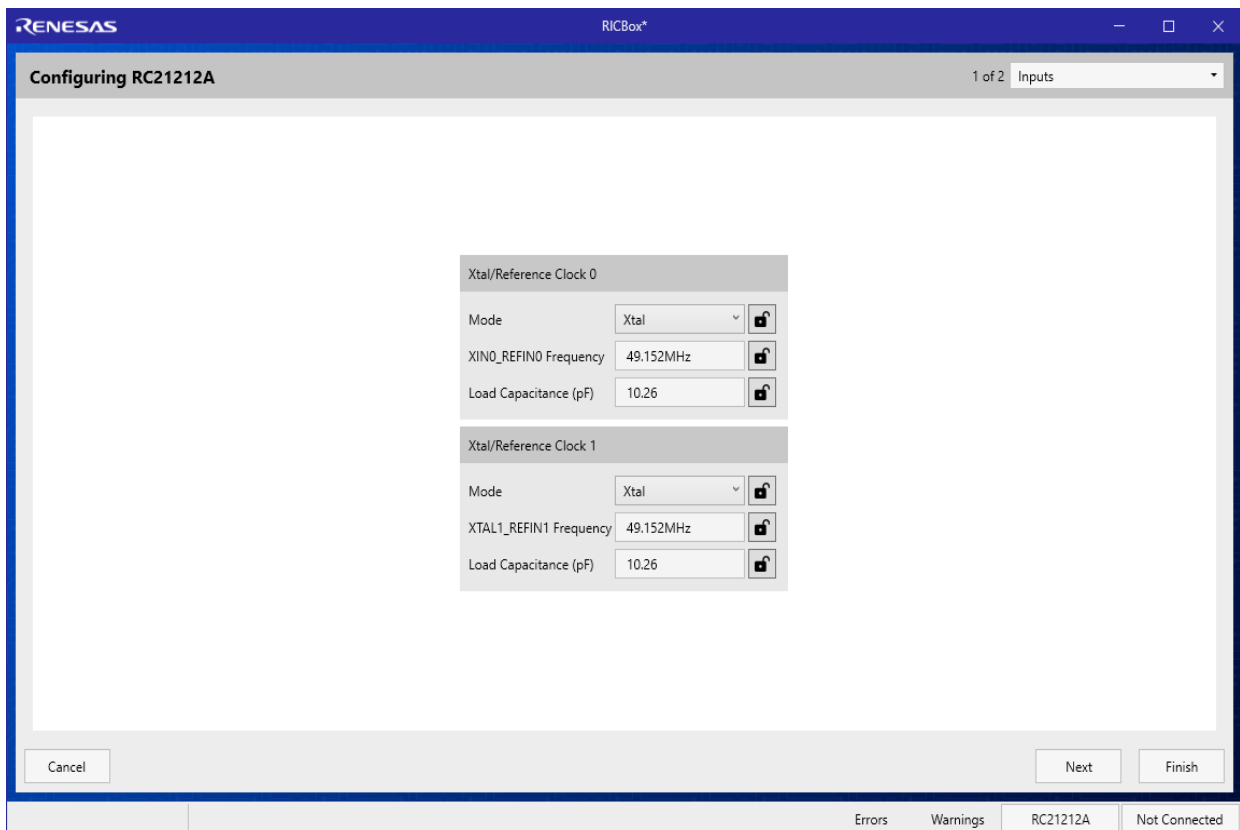 RENESAS RICBox*
Configuring RC21212A 1 of 2 Inputs
Xtal/Reference Clock 0
Mode Xtal
XIN0_REFIN0 Frequency 49.152MHz
Load Capacitance (pF) 10.26
Xtal/Reference Clock 1
Mode Xtal
XTAL1_REFIN1 Frequency 49.152MHz
Load Capacitance (pF) 10.26
Cancel Next Finish
Errors Warnings RC21212A Not Connected